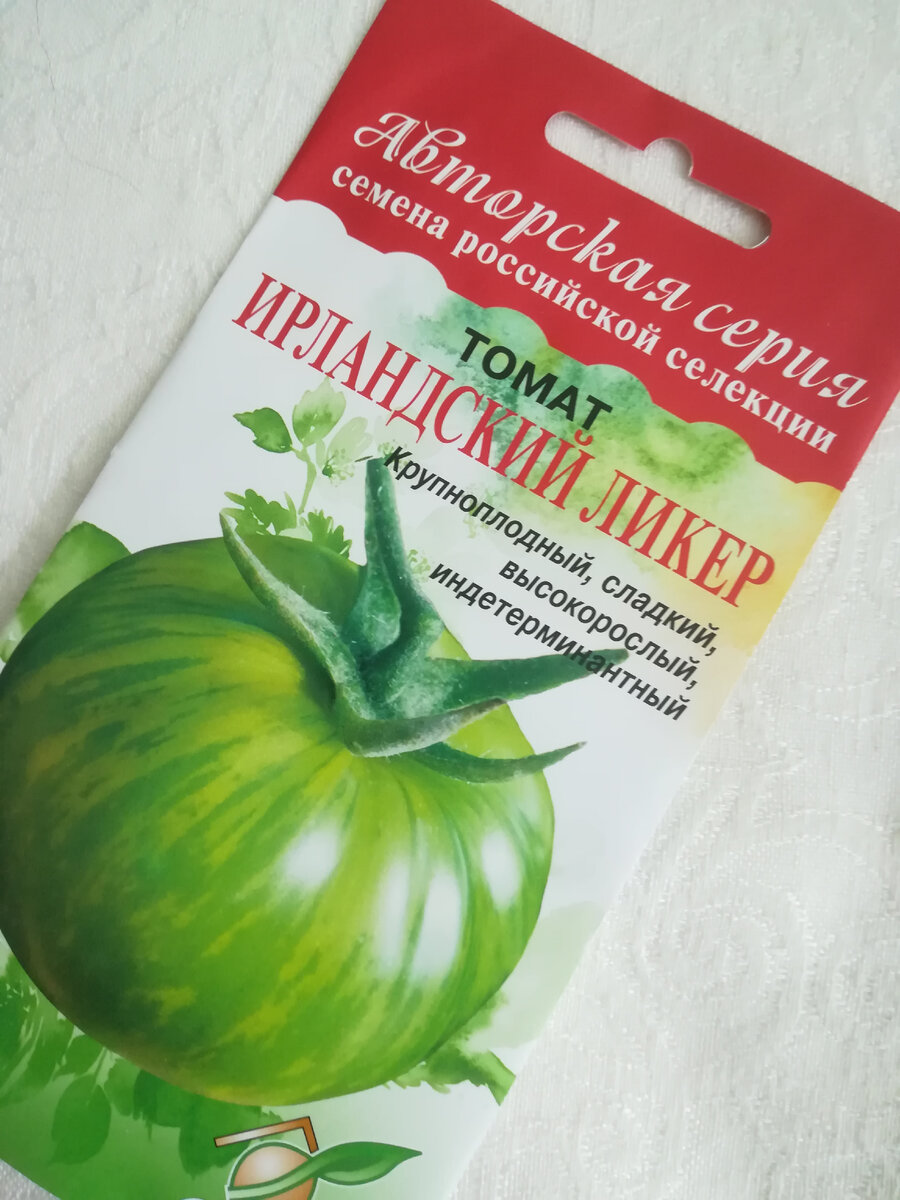 Авторская серия
семена российской селекции
ТОМАТ
ИРЛАНДСКИЙ ЛИКЕР
Крупноплодный, сладкий,
высокорослый,
индетерминантный